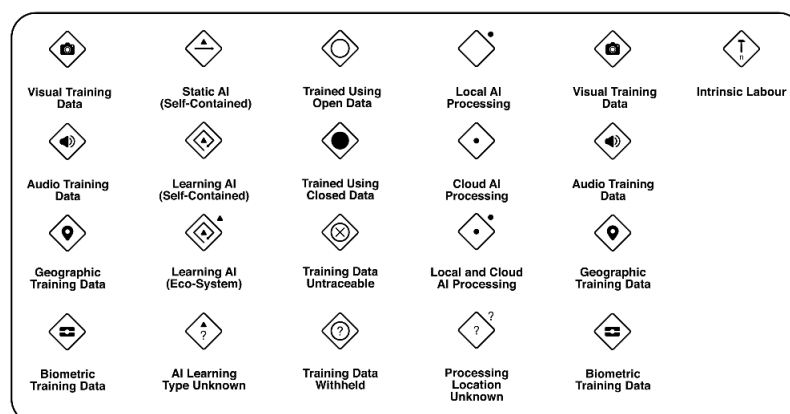 Visual Training
Data
Static AI
(Self-Contained)
Trained Using
Open Data
Local AI
Processing
Visual Training
Data
n
Intrinsic Labour
Audio Training
Data
Learning AI
(Self-Contained)
Trained Using
Closed Data
Cloud AI
Processing
Audio Training
Data
Geographic
Training Data
Learning AI
(Eco-System)
Training Data
Untraceable
Local and Cloud
AI Processing
Geographic
Training Data
Biometric
Training Data
?
AI Learning
Type Unknown
?
Training Data
Withheld
?
?
Processing
Location
Unknown
Biometric
Training Data